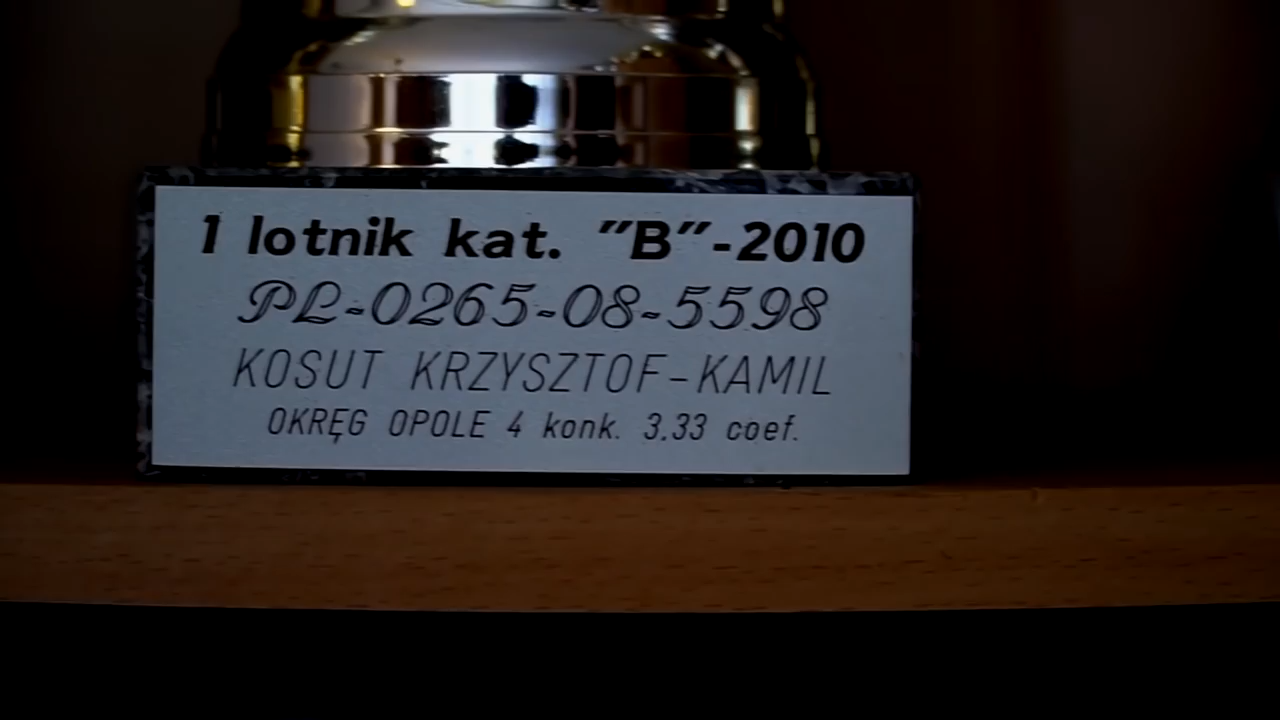 1 lotnik kat. "B"-2010
PL-0265-08-5598
KOSUT KRZYSZTOF-KAMIL
OKRĘG OPOLE 4 konk. 3.33 coef.